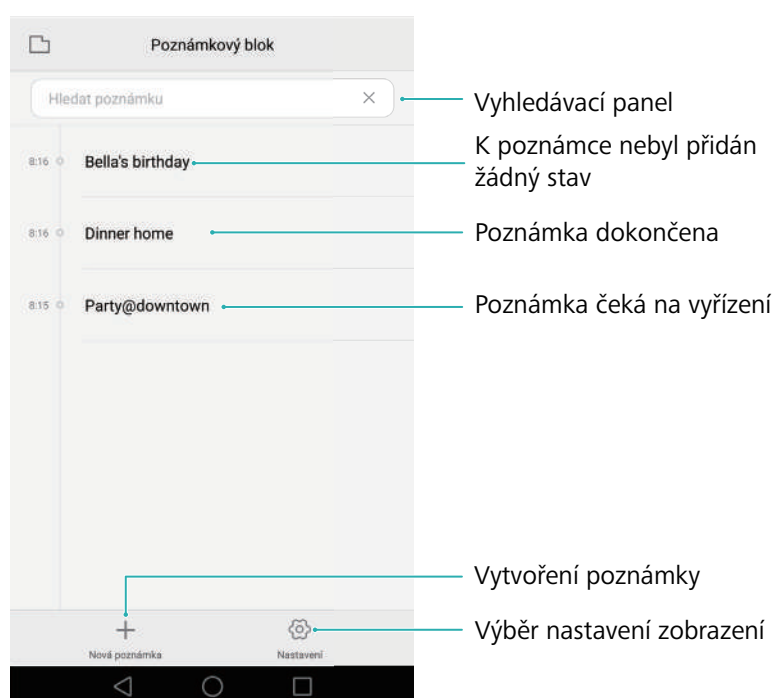 Poznámkový blok
Hledat poznámku
Vyhledávací panel
8:16 Bella's birthday
K poznámce nebyl přidán
žádný stav
8:16 Dinner home
Poznámka dokončena
8:15 Party@downtown
Poznámka čeká na vyřízení
Vytvoření poznámky
Výběr nastavení zobrazení
Nová poznámka
Nastavení